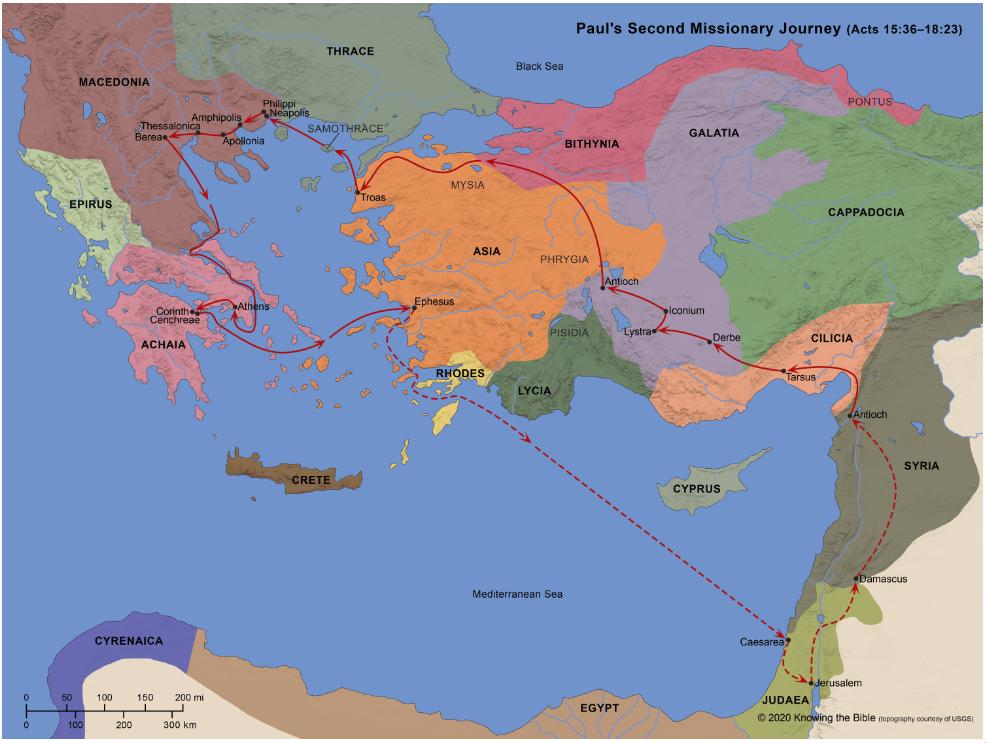 Paul's Second Missionary Journey (Acts 15:36–18:23)
THRACE
Black Sea
MACEDONIA
PONTUS
Philippi
Neapolis
Amphipolis
Thessalonica
SAMOTHRACE
GALATIA
Berea
Apollonia
BITHYNIA
MYSIA
Troas
EPIRUS
CAPPADOCIA
ASIA
PHRYGIA
Antioch
Ephesus
Athens
Corinth
Cenchreae
Iconium
PISIDIA
Lystra
Derbe
CILICIA
ACHAIA
RHODES
Tarsus
LYCIA
Antioch
SYRIA
CRETE
CYPRUS
Mediterranean Sea
Damascus
CYRENAICA
Caesarea
Jerusalem
JUDAEA
EGYPT
0 50 100 150 200 mi
0 100 200 300 km
© 2020 Knowing the Bible (topography courtesy of USGS)